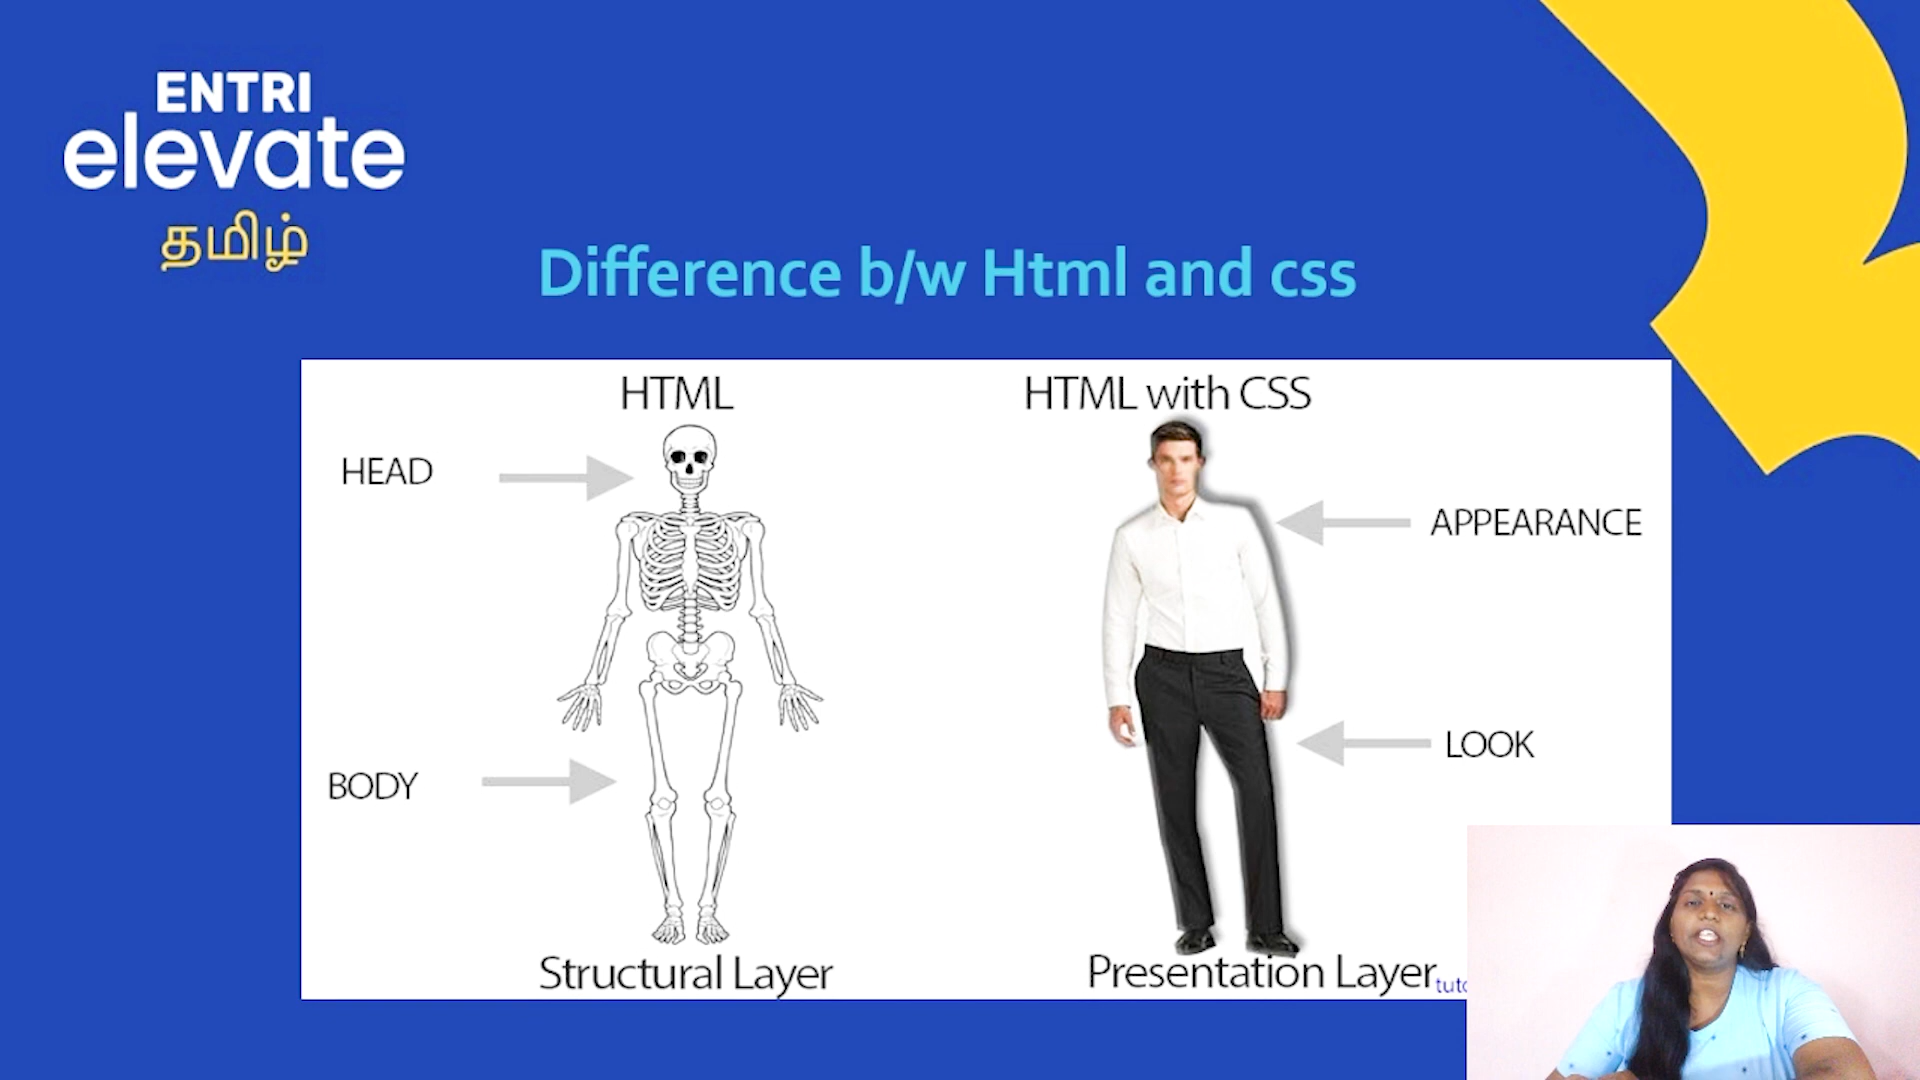 ENTRI
elevate
தமிழ்
Difference b/w Html and css
HTML
HTML with CSS
HEAD
APPEARANCE
LOOK
BODY
Structural Layer
Presentation Layer